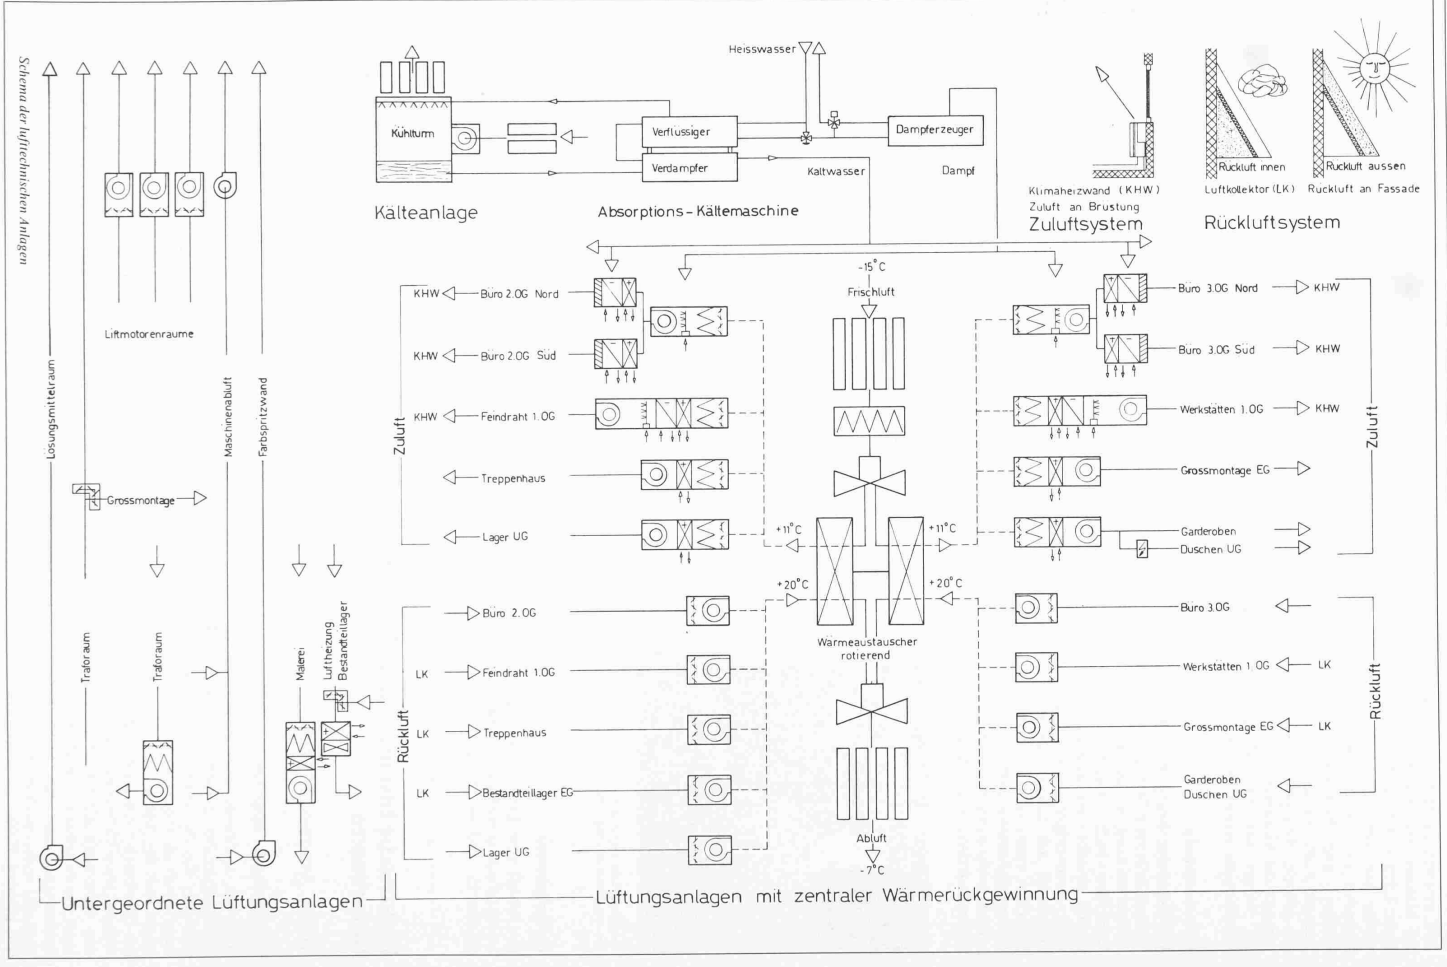 Schema der lufttechnischen Anlagen
Heisswasser
Kühlturm
Verflüssiger
Verdampfer
Dampferzeuger
Kaltwasser
Dampf
Kälteanlage
Absorptions-Kältemaschine
Klimaheizwand (KHW)
Zuluft an Brüstung
Zuluftsystem
Rückluft innen
Luftkollektor (LK)
Rückluft aussen
Rückluft an Fassade
Rückluftsystem
Liftmotorenräume
Lösungsmittelraum
Maschinenabluft
Farbspritzwand
Grossmontage
Traforaum
Traforaum
Malerei
Luftheizung
Bestandteillager
Untergeordnete Lüftungsanlagen
Zuluft
KHW Büro 2.OG Nord
KHW Büro 2.OG Süd
KHW Feindraht 1.OG
Treppenhaus
Lager UG
Rückluft
Büro 2.OG
LK Feindraht 1.OG
LK Treppenhaus
LK Bestandteillager EG
Lager UG
-15°C
Frischluft
+11°C
+11°C
+20°C
+20°C
Wärmeaustauscher
rotierend
Abluft
-7°C
Büro 3.OG Nord KHW
Büro 3.OG Süd KHW
Werkstätten 1.OG KHW
Grossmontage EG
Garderoben
Duschen UG
Zuluft
Büro 3.OG
Werkstätten 1.OG LK
Grossmontage EG LK
Garderoben
Duschen UG
Rückluft
Lüftungsanlagen mit zentraler Wärmerückgewinnung